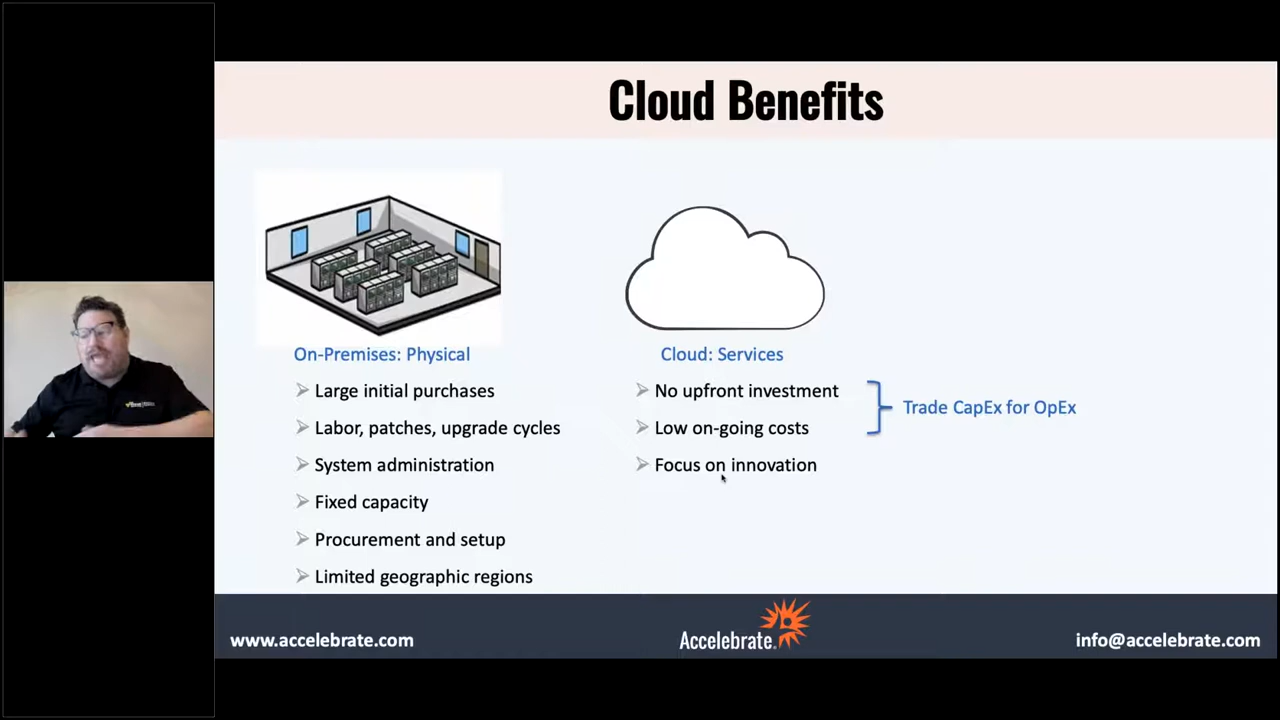 Cloud Benefits
On-Premises: Physical
Large initial purchases
Labor, patches, upgrade cycles
System administration
Fixed capacity
Procurement and setup
Limited geographic regions
Cloud: Services
No upfront investment
Low on-going costs
Focus on innovation
Trade CapEx for OpEx
www.accelebrate.com
Accelebrate.
info@accelebrate.com